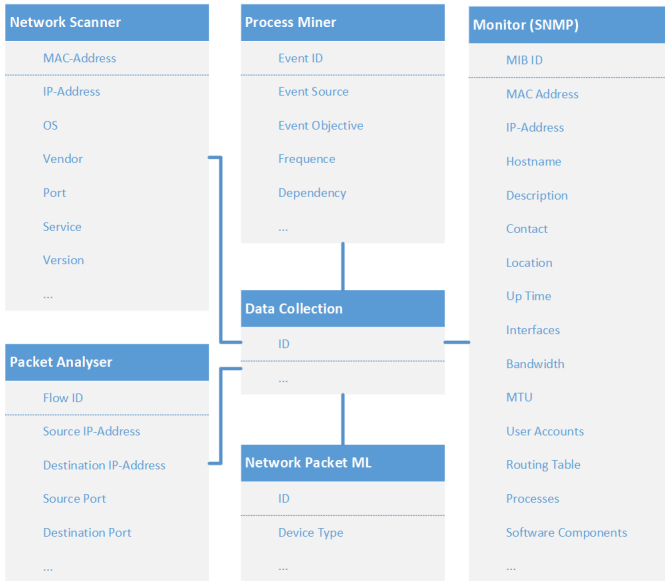 Network Scanner
MAC-Address
IP-Address
OS
Vendor
Port
Service
Version
...
Packet Analyser
Flow ID
Source IP-Address
Destination IP-Address
Source Port
Destination Port
...
Process Miner
Event ID
Event Source
Event Objective
Frequence
Dependency
...
Data Collection
ID
...
Network Packet ML
ID
Device Type
...
Monitor (SNMP)
MIB ID
MAC Address
IP-Address
Hostname
Description
Contact
Location
Up Time
Interfaces
Bandwidth
MTU
User Accounts
Routing Table
Processes
Software Components
...